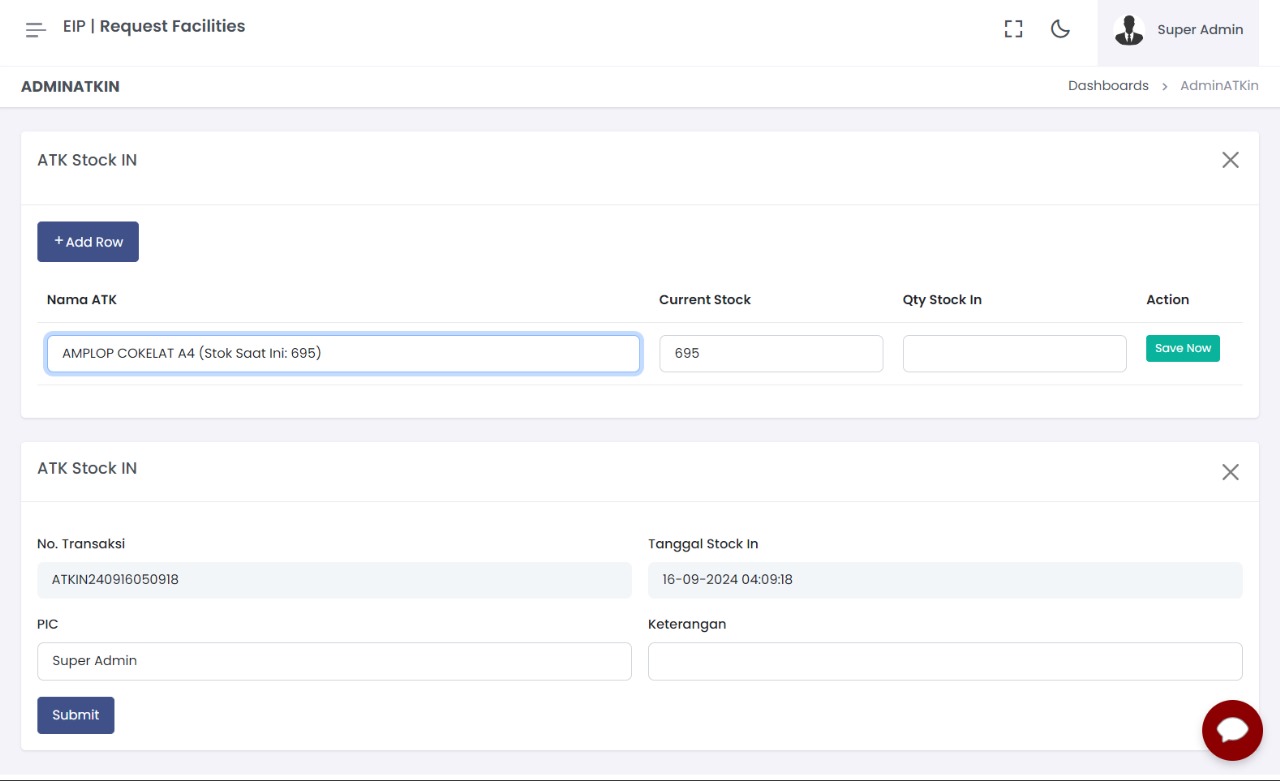 EIP | Request Facilities
Super Admin
ADMINATKIN
Dashboards > AdminATKin
ATK Stock IN
+ Add Row
Nama ATK Current Stock Qty Stock In Action
AMPLOP COKELAT A4 (Stok Saat Ini: 695) 695 Save Now
ATK Stock IN
No. Transaksi Tanggal Stock In
ATKIN240916050918 16-09-2024 04:09:18
PIC Keterangan
Super Admin
Submit